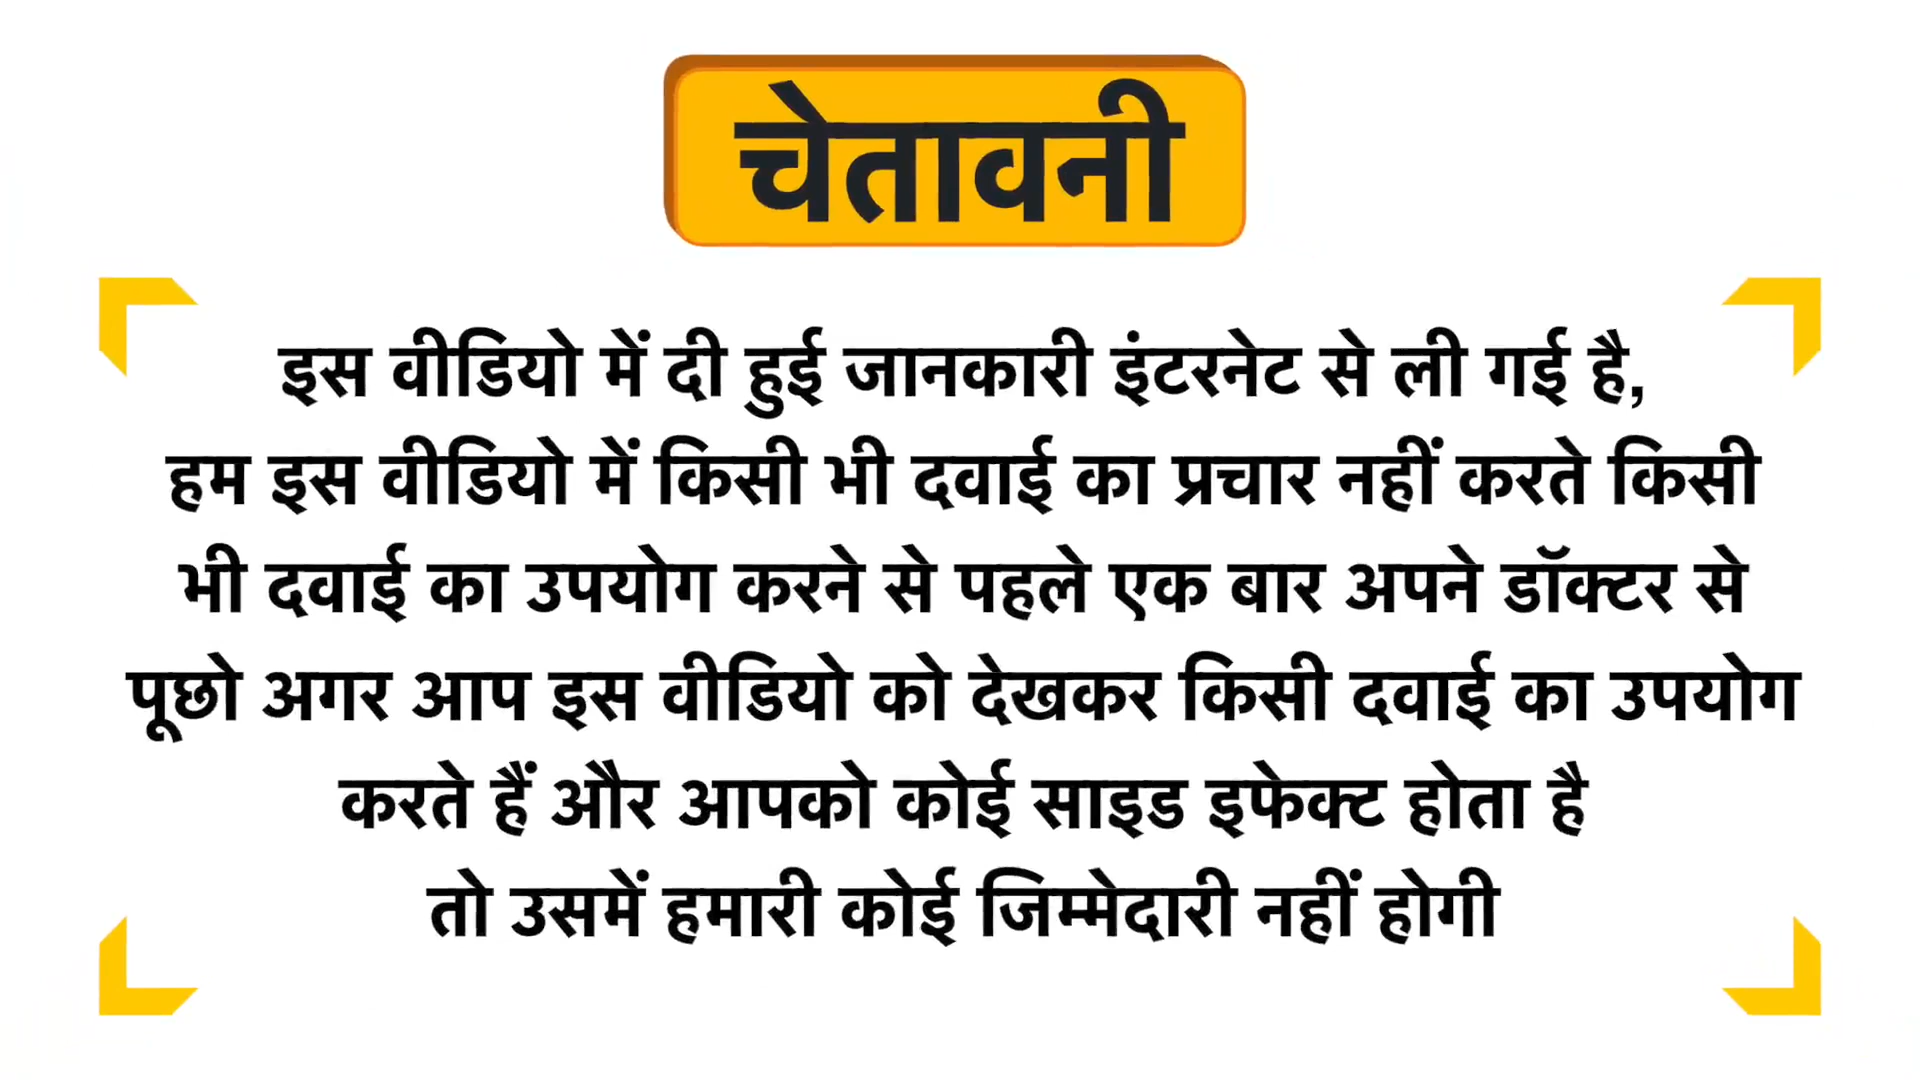 चेतावनी
इस वीडियो में दी हुई जानकारी इंटरनेट से ली गई है,
हम इस वीडियो में किसी भी दवाई का प्रचार नहीं करते किसी
भी दवाई का उपयोग करने से पहले एक बार अपने डॉक्टर से
पूछो अगर आप इस वीडियो को देखकर किसी दवाई का उपयोग
करते हैं और आपको कोई साइड इफेक्ट होता है
तो उसमें हमारी कोई जिम्मेदारी नहीं होगी